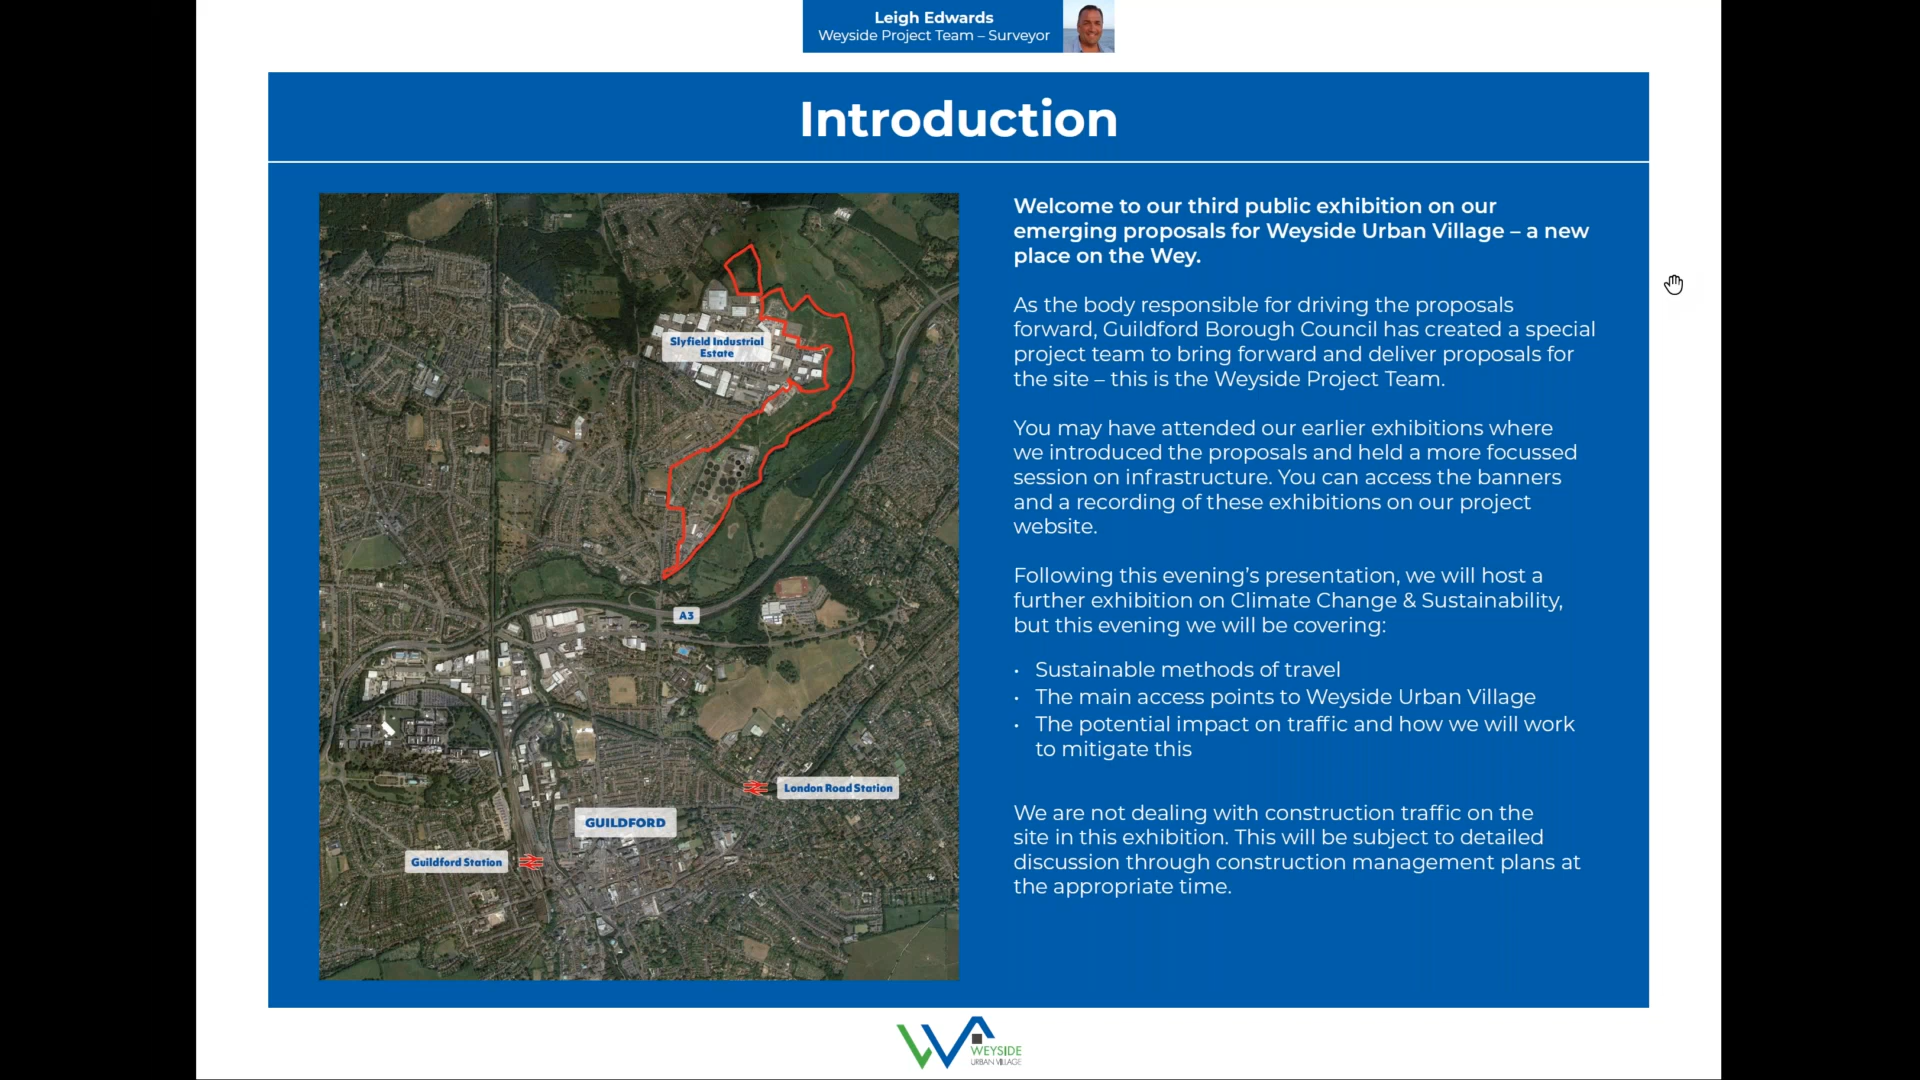 Leigh Edwards
Weyside Project Team – Surveyor
Introduction
Slyfield Industrial
Estate
A3
London Road Station
GUILDFORD
Guildford Station
Welcome to our third public exhibition on our
emerging proposals for Weyside Urban Village – a new
place on the Wey.
As the body responsible for driving the proposals
forward, Guildford Borough Council has created a special
project team to bring forward and deliver proposals for
the site – this is the Weyside Project Team.
You may have attended our earlier exhibitions where
we introduced the proposals and held a more focussed
session on infrastructure. You can access the banners
and a recording of these exhibitions on our project
website.
Following this evening’s presentation, we will host a
further exhibition on Climate Change & Sustainability,
but this evening we will be covering:
· Sustainable methods of travel
· The main access points to Weyside Urban Village
· The potential impact on traffic and how we will work
to mitigate this
We are not dealing with construction traffic on the
site in this exhibition. This will be subject to detailed
discussion through construction management plans at
the appropriate time.
WEYSIDE
URBAN VILLAGE